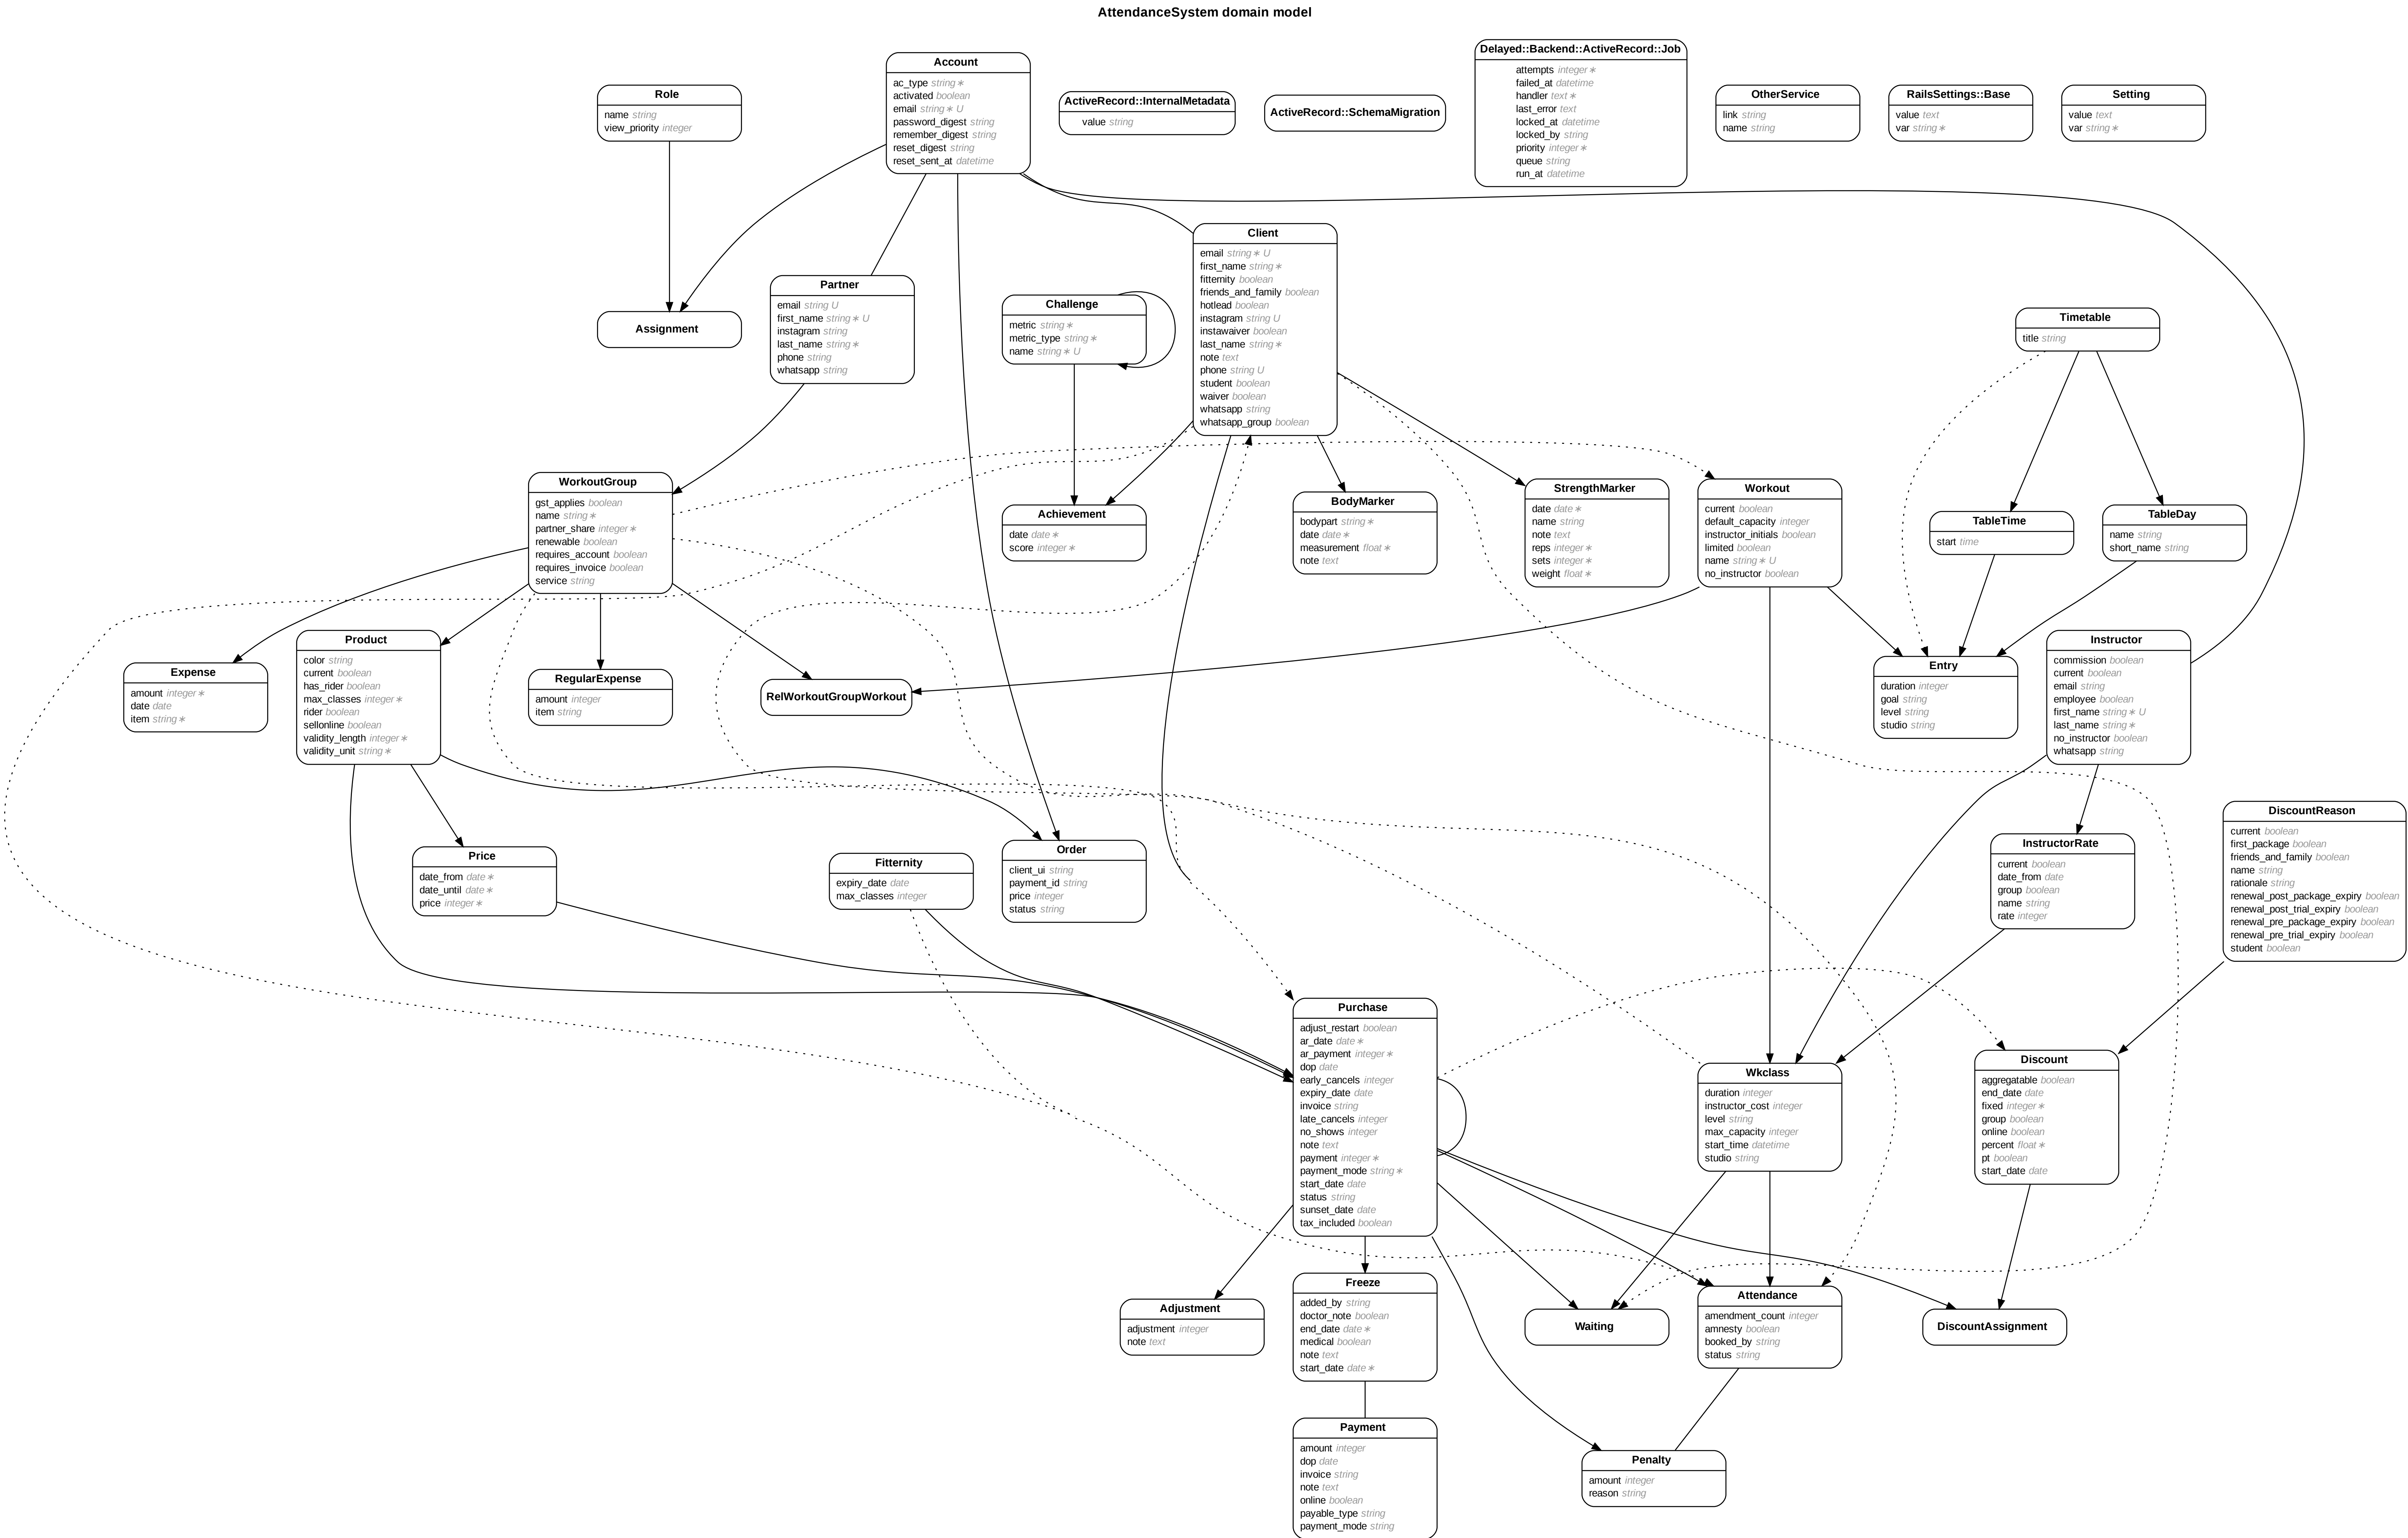 AttendanceSystem domain model
Account
ac_type string ∗
activated boolean
email string ∗ U
password_digest string
remember_digest string
reset_digest string
reset_sent_at datetime
Role
name string
view_priority integer
ActiveRecord::InternalMetadata
value string
ActiveRecord::SchemaMigration
Delayed::Backend::ActiveRecord::Job
attempts integer ∗
failed_at datetime
handler text ∗
last_error text
locked_at datetime
locked_by string
priority integer ∗
queue string
run_at datetime
OtherService
link string
name string
RailsSettings::Base
value text
var string ∗
Setting
value text
var string ∗
Client
email string ∗ U
first_name string ∗
fitternity boolean
friends_and_family boolean
hotlead boolean
instagram string U
instawaiver boolean
last_name string ∗
note text
phone string U
student boolean
waiver boolean
whatsapp string
whatsapp_group boolean
Partner
email string U
first_name string ∗ U
instagram string
last_name string ∗
phone string
whatsapp string
Assignment
Challenge
metric string ∗
metric_type string ∗
name string ∗ U
Timetable
title string
WorkoutGroup
gst_applies boolean
name string ∗
partner_share integer ∗
renewable boolean
requires_account boolean
requires_invoice boolean
service string
Achievement
date date ∗
score integer ∗
BodyMarker
bodypart string ∗
date date ∗
measurement float ∗
note text
StrengthMarker
date date ∗
name string
note text
reps integer ∗
sets integer ∗
weight float ∗
Workout
current boolean
default_capacity integer
instructor_initials boolean
limited boolean
name string ∗ U
no_instructor boolean
TableTime
start time
TableDay
name string
short_name string
Expense
amount integer ∗
date date
item string ∗
Product
color string
current boolean
has_rider boolean
max_classes integer ∗
rider boolean
sellonline boolean
validity_length integer ∗
validity_unit string ∗
RegularExpense
amount integer
item string
RelWorkoutGroupWorkout
Entry
duration integer
goal string
level string
studio string
Instructor
commission boolean
current boolean
email string
employee boolean
first_name string ∗ U
last_name string ∗
no_instructor boolean
whatsapp string
Price
date_from date ∗
date_until date ∗
price integer ∗
Fitternity
expiry_date date
max_classes integer
Order
client_ui string
payment_id string
price integer
status string
InstructorRate
current boolean
date_from date
group boolean
name string
rate integer
DiscountReason
current boolean
first_package boolean
friends_and_family boolean
name string
rationale string
renewal_post_package_expiry boolean
renewal_post_trial_expiry boolean
renewal_pre_package_expiry boolean
renewal_pre_trial_expiry boolean
student boolean
Purchase
adjust_restart boolean
ar_date date ∗
ar_payment integer ∗
dop date
early_cancels integer
expiry_date date
invoice string
late_cancels integer
no_shows integer
note text
payment integer ∗
payment_mode string ∗
start_date date
status string
sunset_date date
tax_included boolean
Wkclass
duration integer
instructor_cost integer
level string
max_capacity integer
start_time datetime
studio string
Discount
aggregatable boolean
end_date date
fixed integer ∗
group boolean
online boolean
percent float ∗
pt boolean
start_date date
Adjustment
adjustment integer
note text
Freeze
added_by string
doctor_note boolean
end_date date ∗
medical boolean
note text
start_date date ∗
Waiting
Attendance
amendment_count integer
amnesty boolean
booked_by string
status string
DiscountAssignment
Payment
amount integer
dop date
invoice string
note text
online boolean
payable_type string
payment_mode string
Penalty
amount integer
reason string